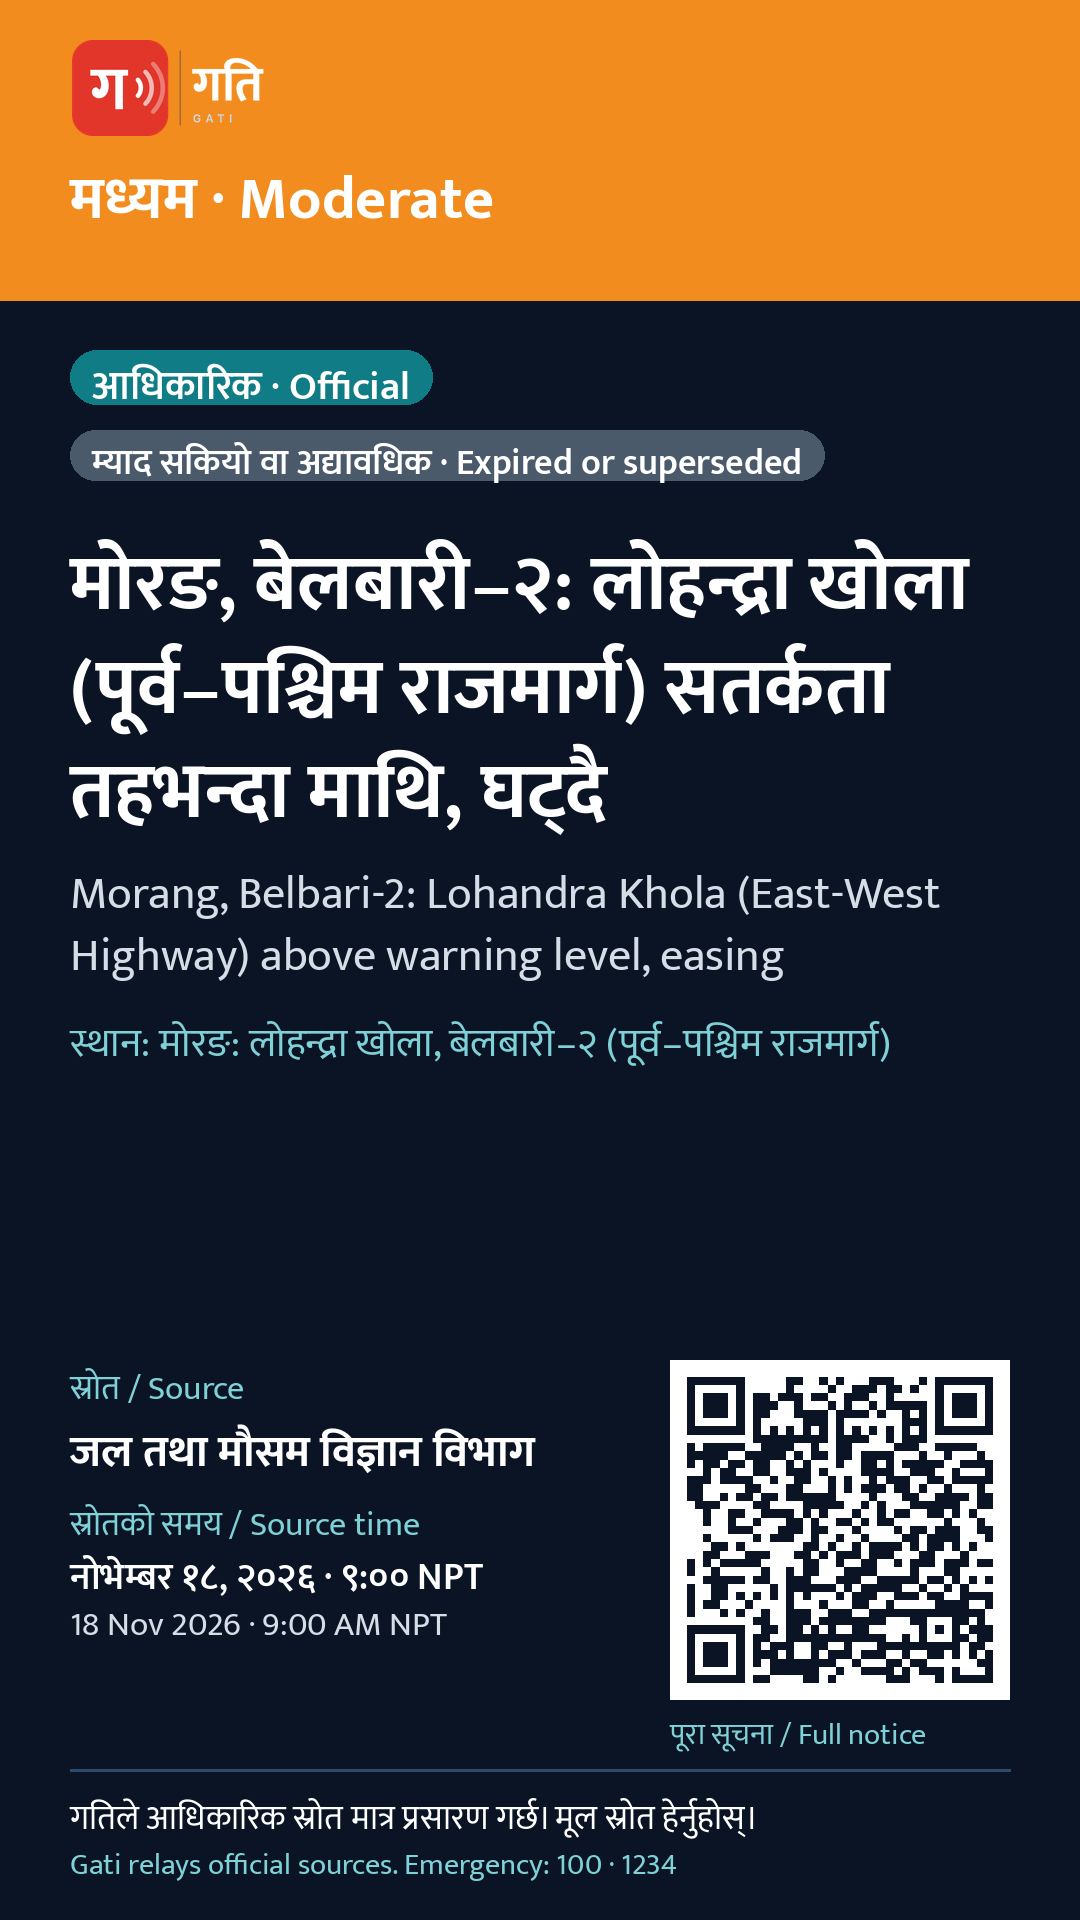 ग
गति
GATI
मध्यम · Moderate
आधिकारिक · Official
म्याद सकियो वा अद्यावधिक · Expired or superseded
मोरङ, बेलबारी–२: लोहन्द्रा खोला
(पूर्व–पश्चिम राजमार्ग) सतर्कता
तहभन्दा माथि, घट्दै
Morang, Belbari-2: Lohandra Khola (East-West
Highway) above warning level, easing
स्थान: मोरङ: लोहन्द्रा खोला, बेलबारी–२ (पूर्व–पश्चिम राजमार्ग)
स्रोत / Source
जल तथा मौसम विज्ञान विभाग
स्रोतको समय / Source time
नोभेम्बर १८, २०२६ · ९:०० NPT
18 Nov 2026 · 9:00 AM NPT
पूरा सूचना / Full notice
गतिले आधिकारिक स्रोत मात्र प्रसारण गर्छ। मूल स्रोत हेर्नुहोस्।
Gati relays official sources. Emergency: 100 · 1234